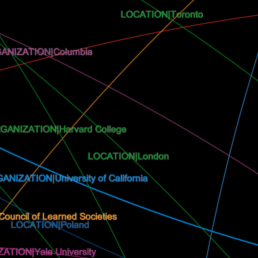 LOCATION|Toronto
GANIZATION|Columbia
GANIZATION|Harvard College
LOCATION|London
GANIZATION|University of California
Council of Learned Societies
LOCATION|Poland
ZATION|Yale University